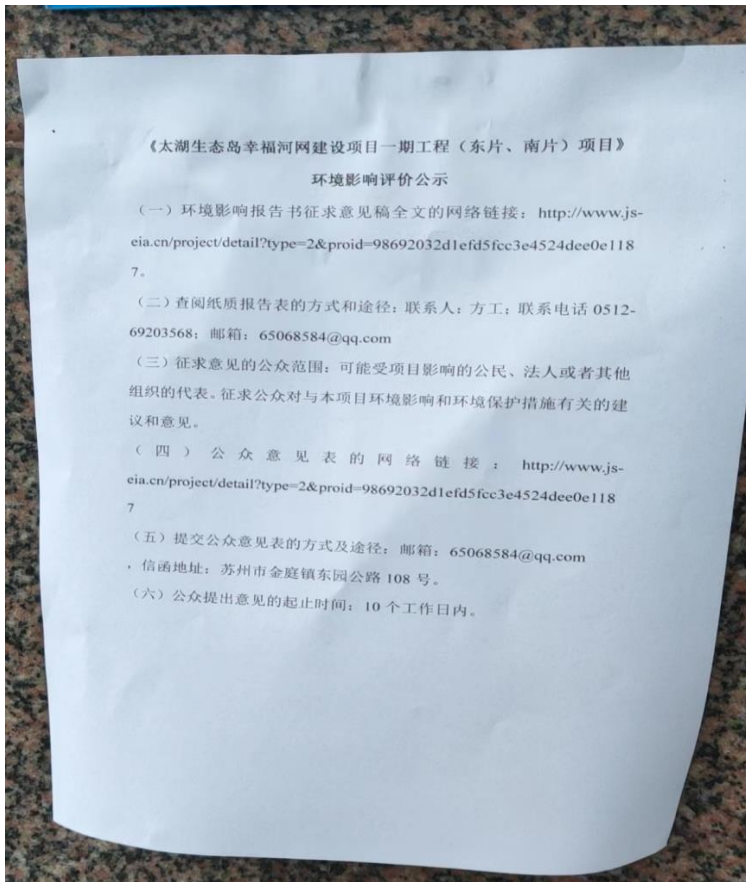 《太湖生态岛幸福河网建设项目一期工程（东片、南片）项目》
环境影响评价公示
（一）环境影响报告书征求意见稿全文的网络链接：http://www.js-
eia.cn/project/detail?type=2&proid=98692032d1efd5fcc3e4524dee0e118
7。
（二）查阅纸质报告表的方式和途径：联系人：方工；联系电话 0512-
69203568；邮箱：65068584@qq.com
（三）征求意见的公众范围：可能受项目影响的公民、法人或者其他
组织的代表。征求公众对与本项目环境影响和环境保护措施有关的建
议和意见。
（四）公众意见表的网络链接：http://www.js-
eia.cn/project/detail?type=2&proid=98692032d1efd5fcc3e4524dee0e118
7
（五）提交公众意见表的方式及途径：邮箱：65068584@qq.com
，信函地址：苏州市金庭镇东园公路 108 号。
（六）公众提出意见的起止时间：10 个工作日内。